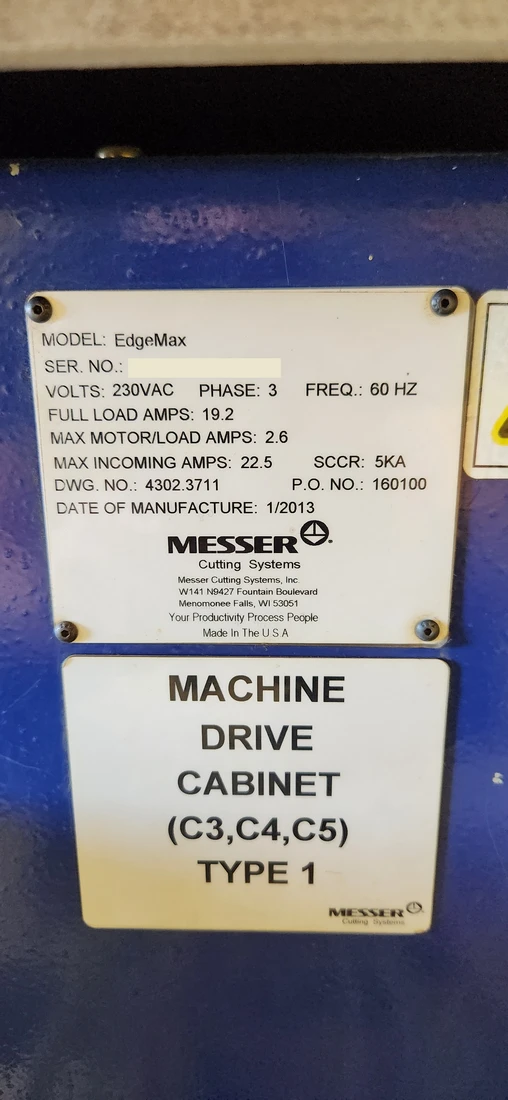 MODEL: EdgeMax
SER. NO.:
VOLTS: 230VAC PHASE: 3 FREQ.: 60 HZ
FULL LOAD AMPS: 19.2
MAX MOTOR/LOAD AMPS: 2.6
MAX INCOMING AMPS: 22.5 SCCR: 5KA
DWG. NO.: 4302.3711 P.O. NO.: 160100
DATE OF MANUFACTURE: 1/2013
MESSER
Cutting Systems
Messer Cutting Systems, Inc.
W141 N9427 Fountain Boulevard
Menomonee Falls, WI 53051
Your Productivity Process People
Made In The U.S.A
MACHINE
DRIVE
CABINET
(C3,C4,C5)
TYPE 1
MESSER
Cutting Systems